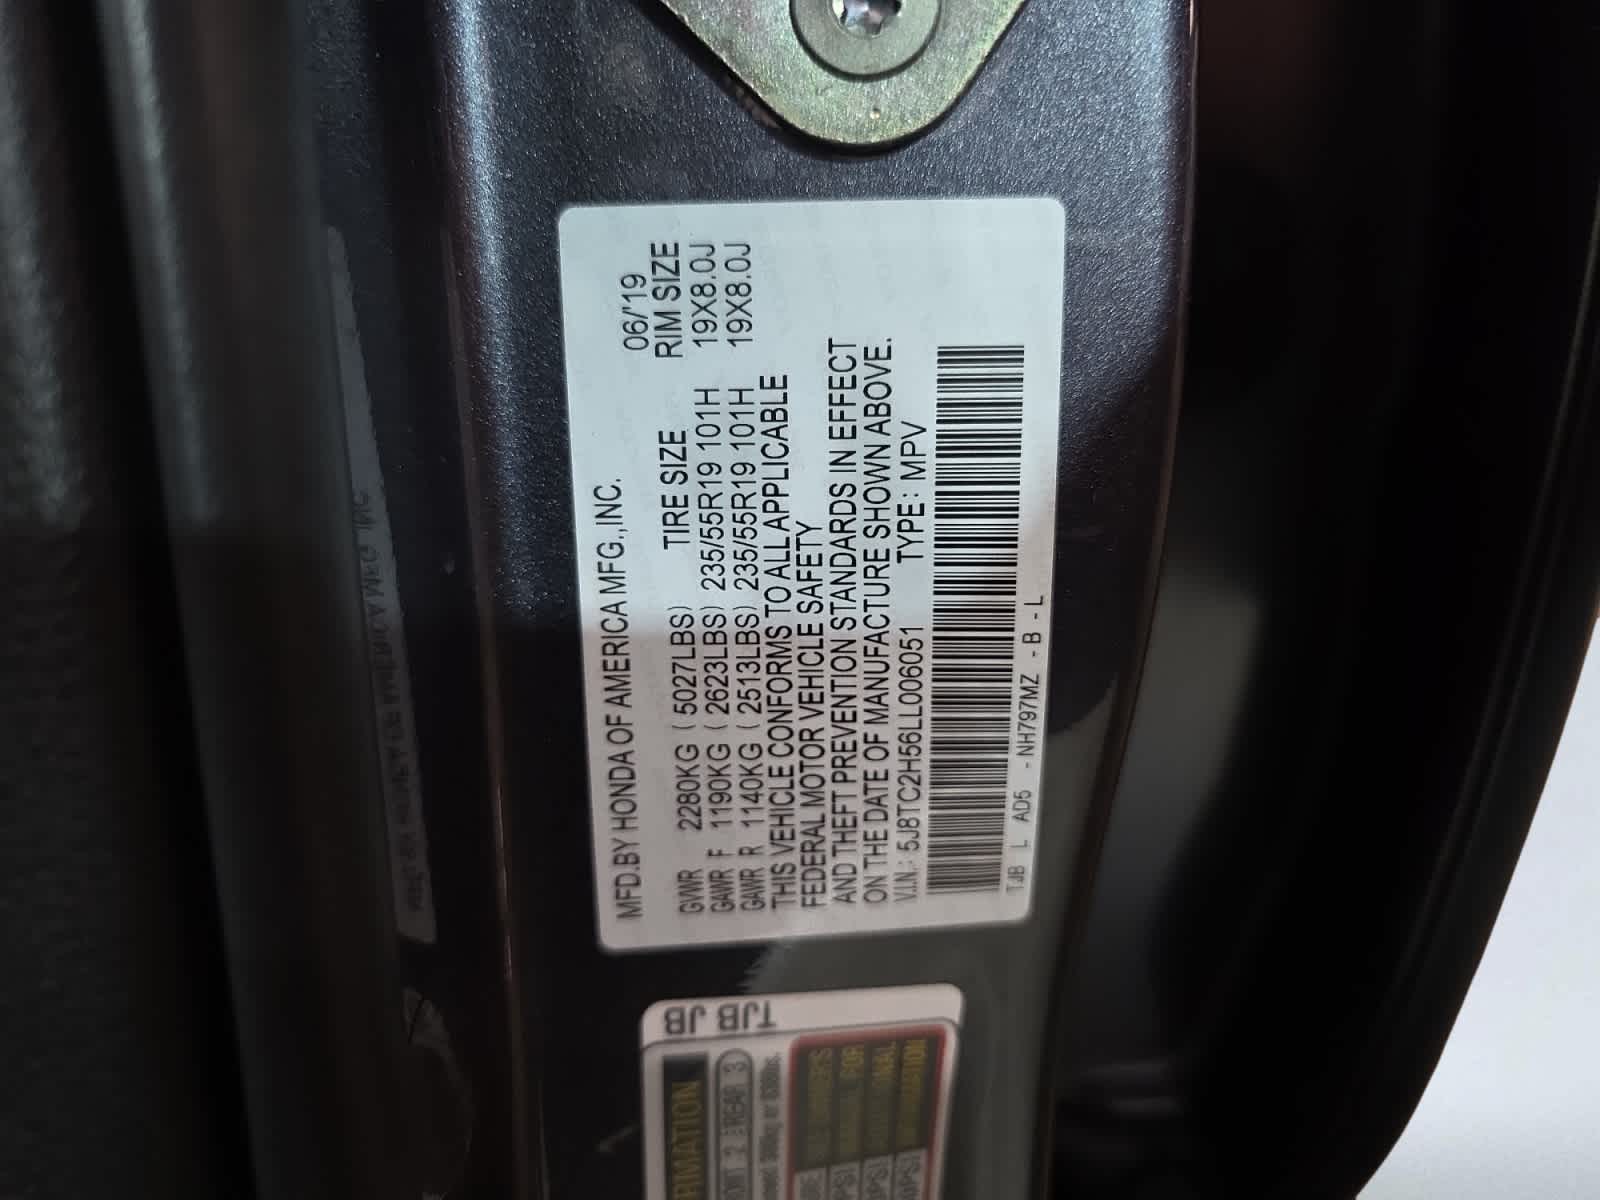 MFD. BY HONDA OF AMERICA MFG., INC. 06/'19
TIRE SIZE RIM SIZE
GVWR 2280KG ( 5027LBS)
GAWR F 1190KG ( 2623LBS) 235/55R19 101H 19X8.0J
GAWR R 1140KG ( 2513LBS) 235/55R19 101H 19X8.0J
THIS VEHICLE CONFORMS TO ALL APPLICABLE
FEDERAL MOTOR VEHICLE SAFETY
AND THEFT PREVENTION STANDARDS IN EFFECT
ON THE DATE OF MANUFACTURE SHOWN ABOVE.
V.I.N.: 5J8TC2H56LL006051 TYPE: MPV
TJB L AD5 - NH797MZ - B - L
TJB JB
REAR 3